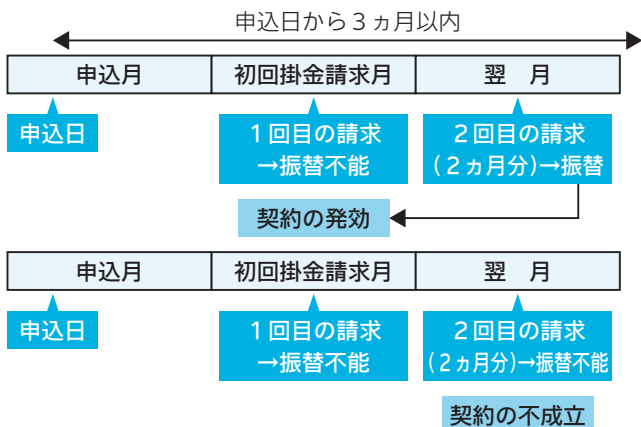 申込日から３ヵ月以内
申込月 初回掛金請求月 翌　月
申込日
１回目の請求
→振替不能
２回目の請求
(２ヵ月分)→振替
契約の発効
申込月 初回掛金請求月 翌　月
申込日
１回目の請求
→振替不能
２回目の請求
(２ヵ月分)→振替不能
契約の不成立